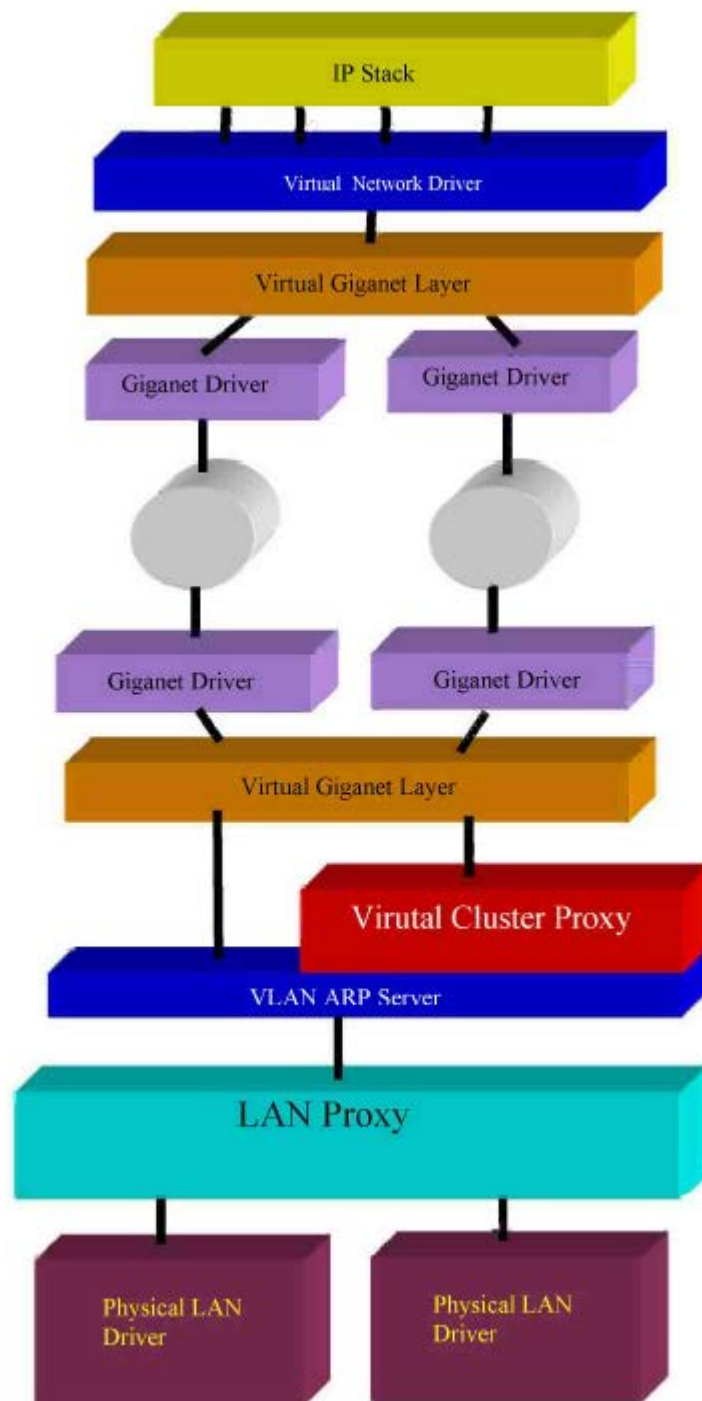 IP Stack
Virtual Network Driver
Virtual Giganet Layer
Giganet Driver
Giganet Driver
Giganet Driver
Giganet Driver
Virtual Giganet Layer
Virutal Cluster Proxy
VLAN ARP Server
LAN Proxy
Physical LAN
Driver
Physical LAN
Driver